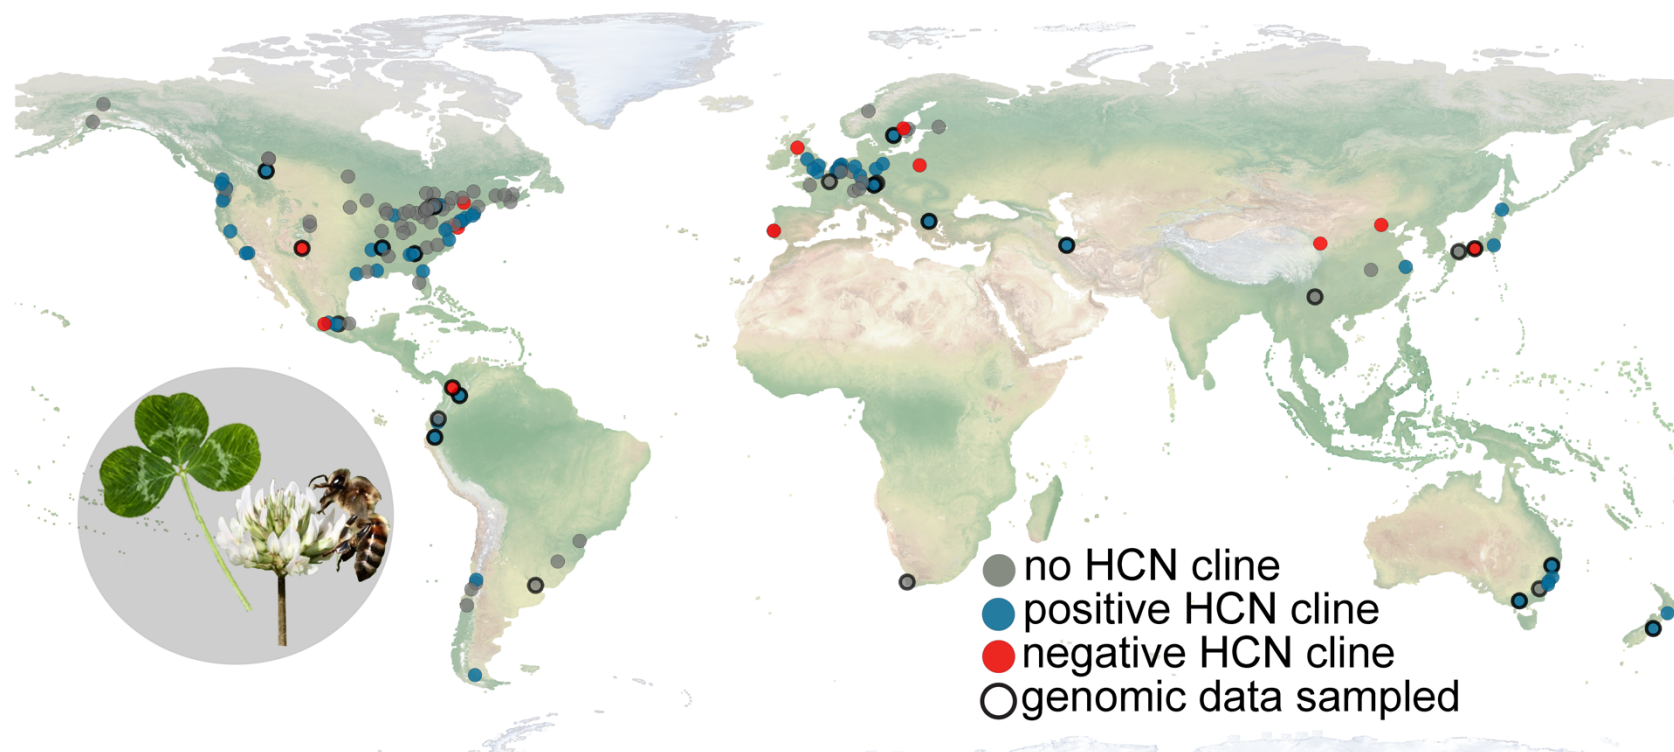 no HCN cline
positive HCN cline
negative HCN cline
genomic data sampled